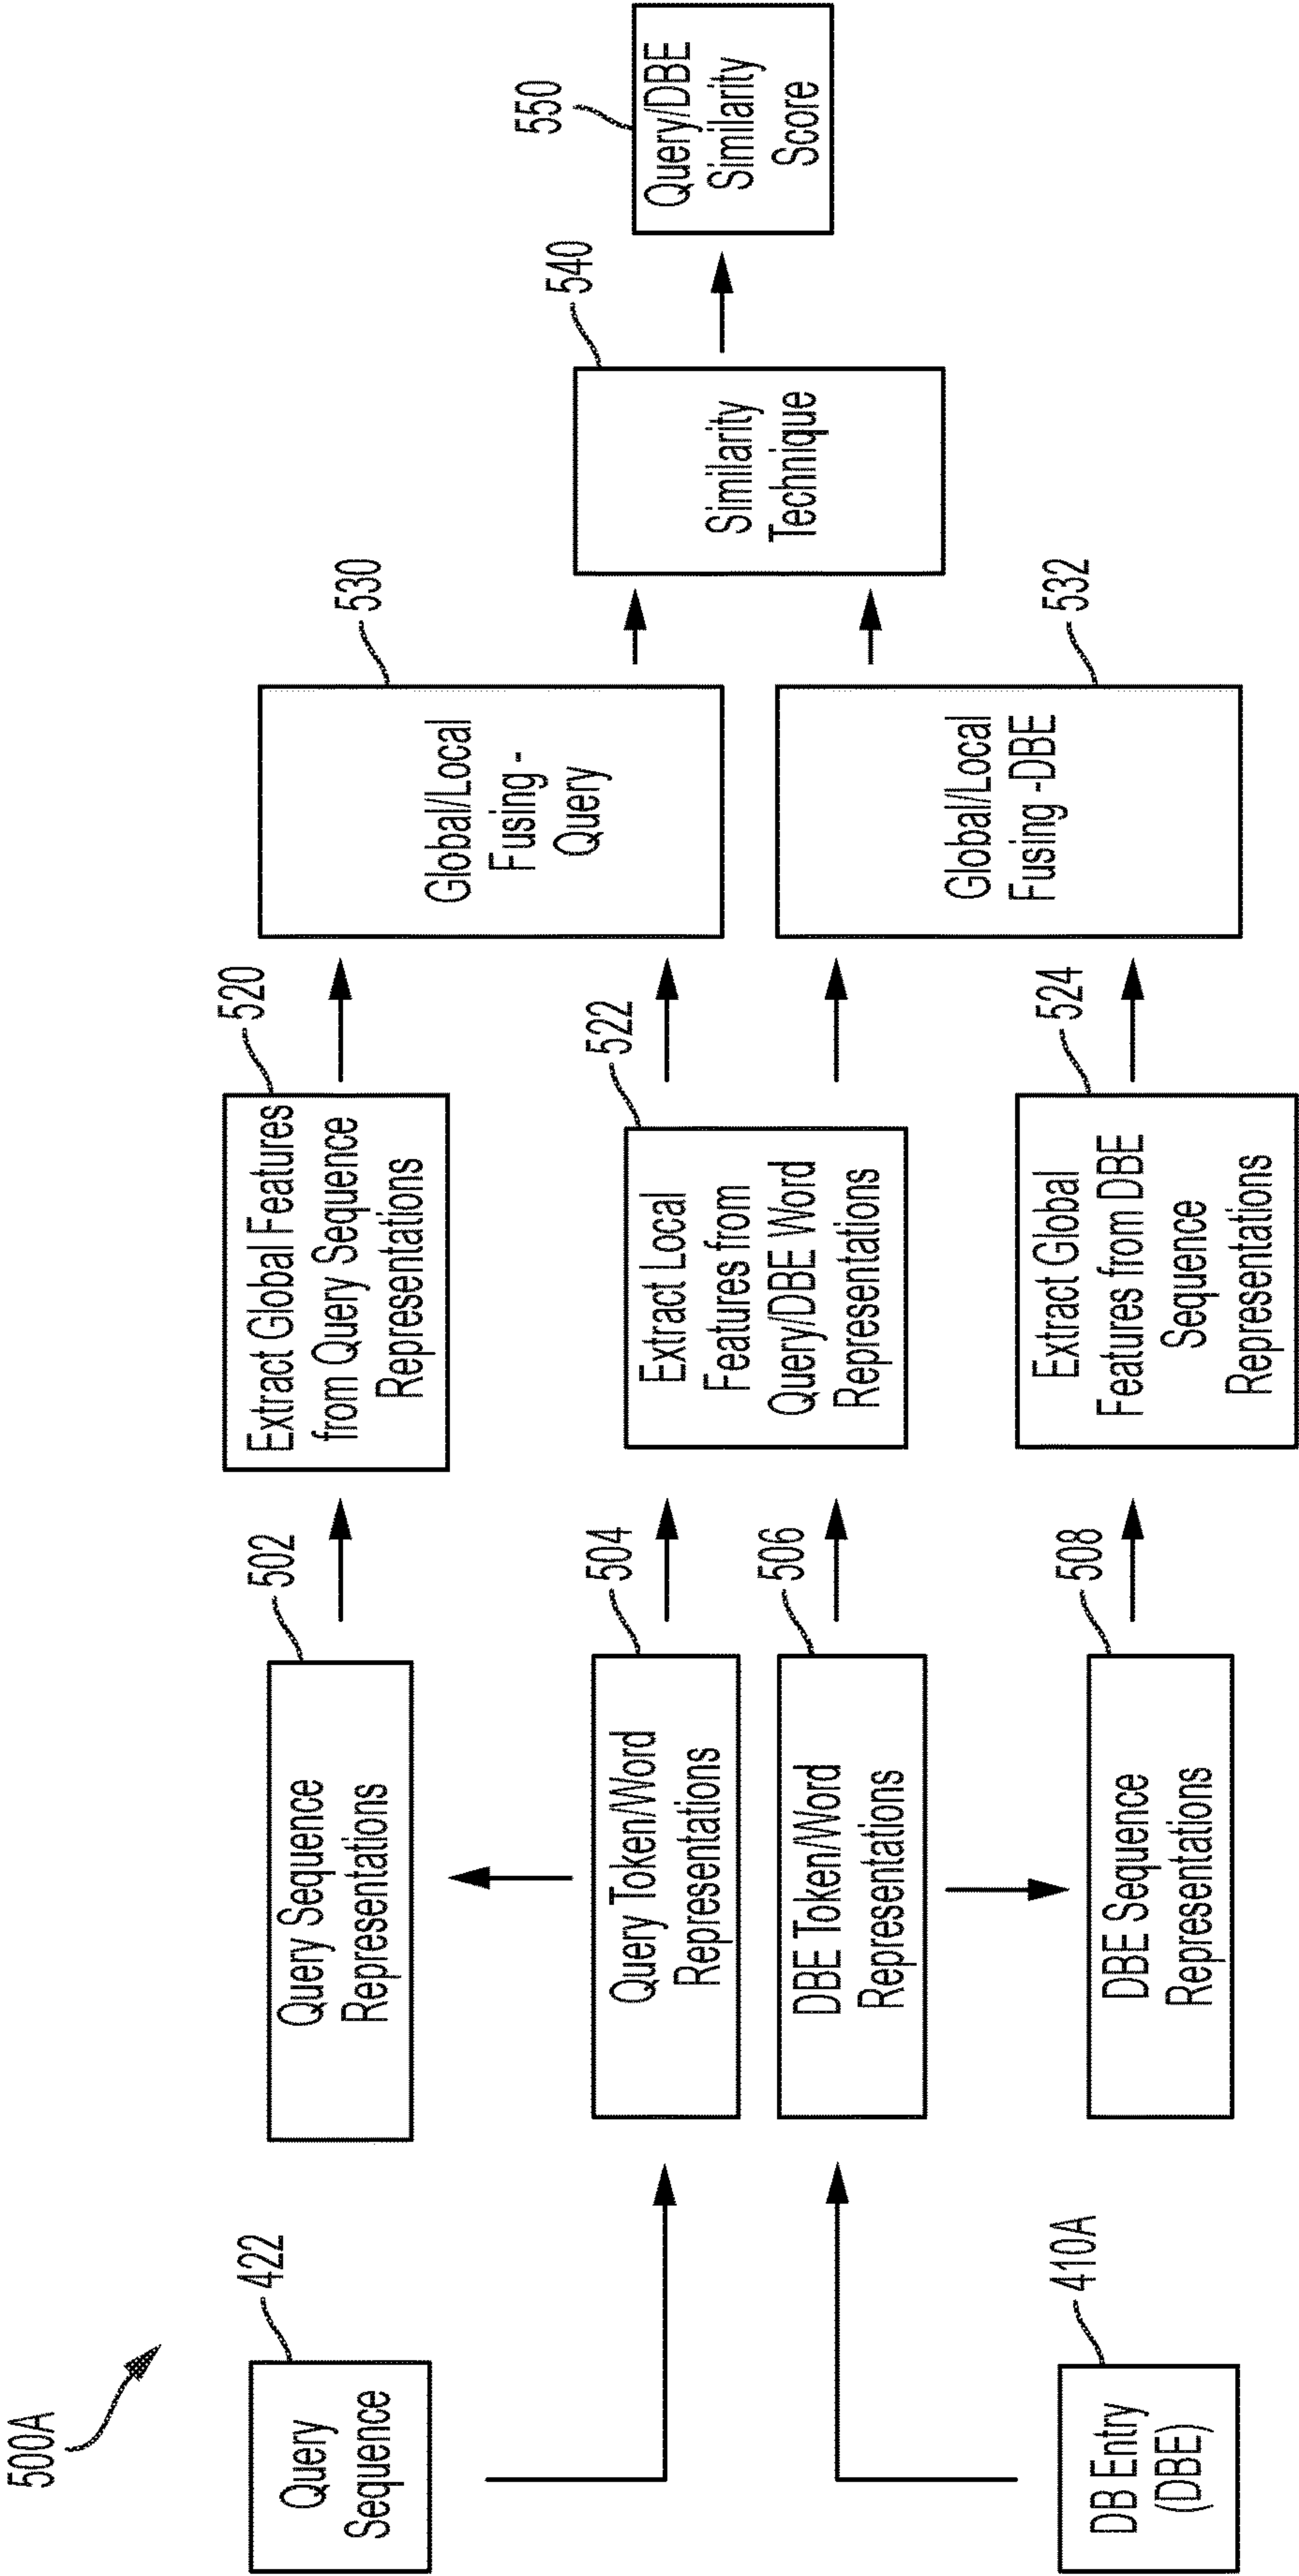 500A
422
Query
Sequence
410A
DB Entry
(DBE)
502
Query Sequence
Representations
504
Query Token/Word
Representations
506
DBE Token/Word
Representations
508
DBE Sequence
Representations
520
Extract Global Features
from Query Sequence
Representations
522
Extract Local
Features from
Query/DBE Word
Representations
524
Extract Global
Features from DBE
Sequence
Representations
530
Global/Local
Fusing -
Query
532
Global/Local
Fusing -DBE
540
Similarity
Technique
550
Query/DBE
Similarity
Score